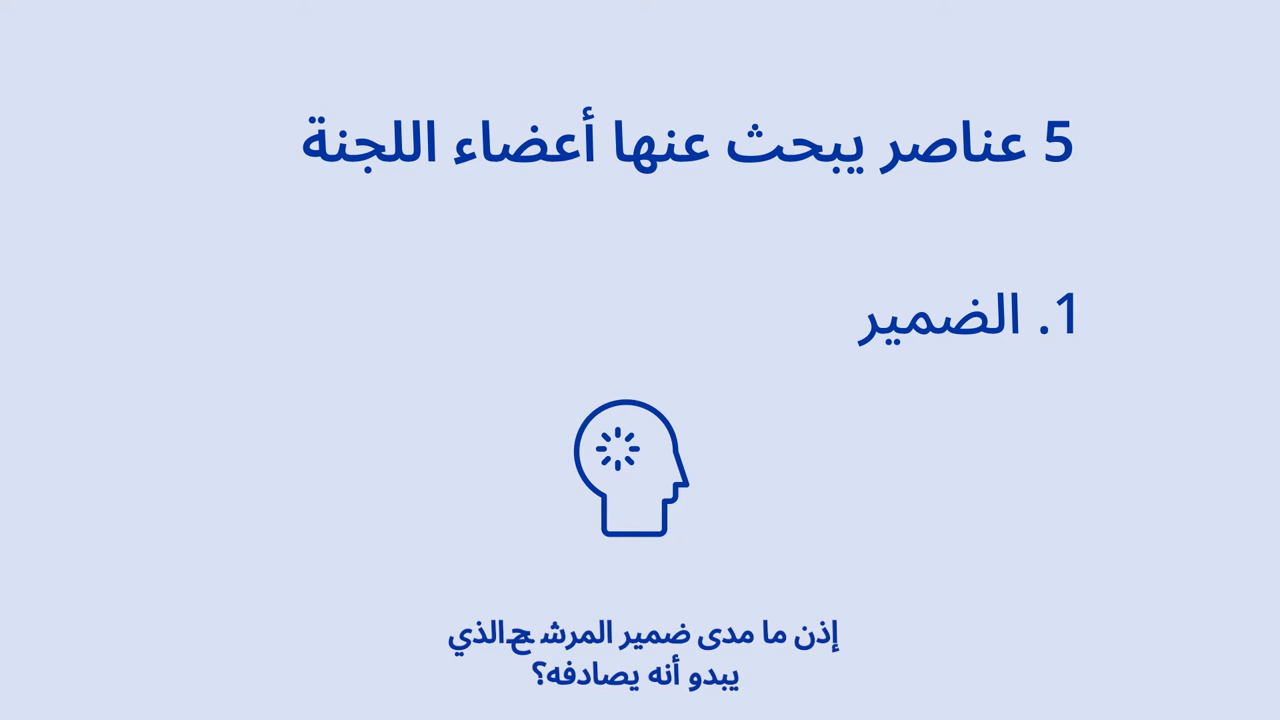 5 عناصر يبحث عنها أعضاء اللجنة
1. الضمير
إذن ما مدى ضمير المرشح الذي
يبدو أنه يصادفه؟